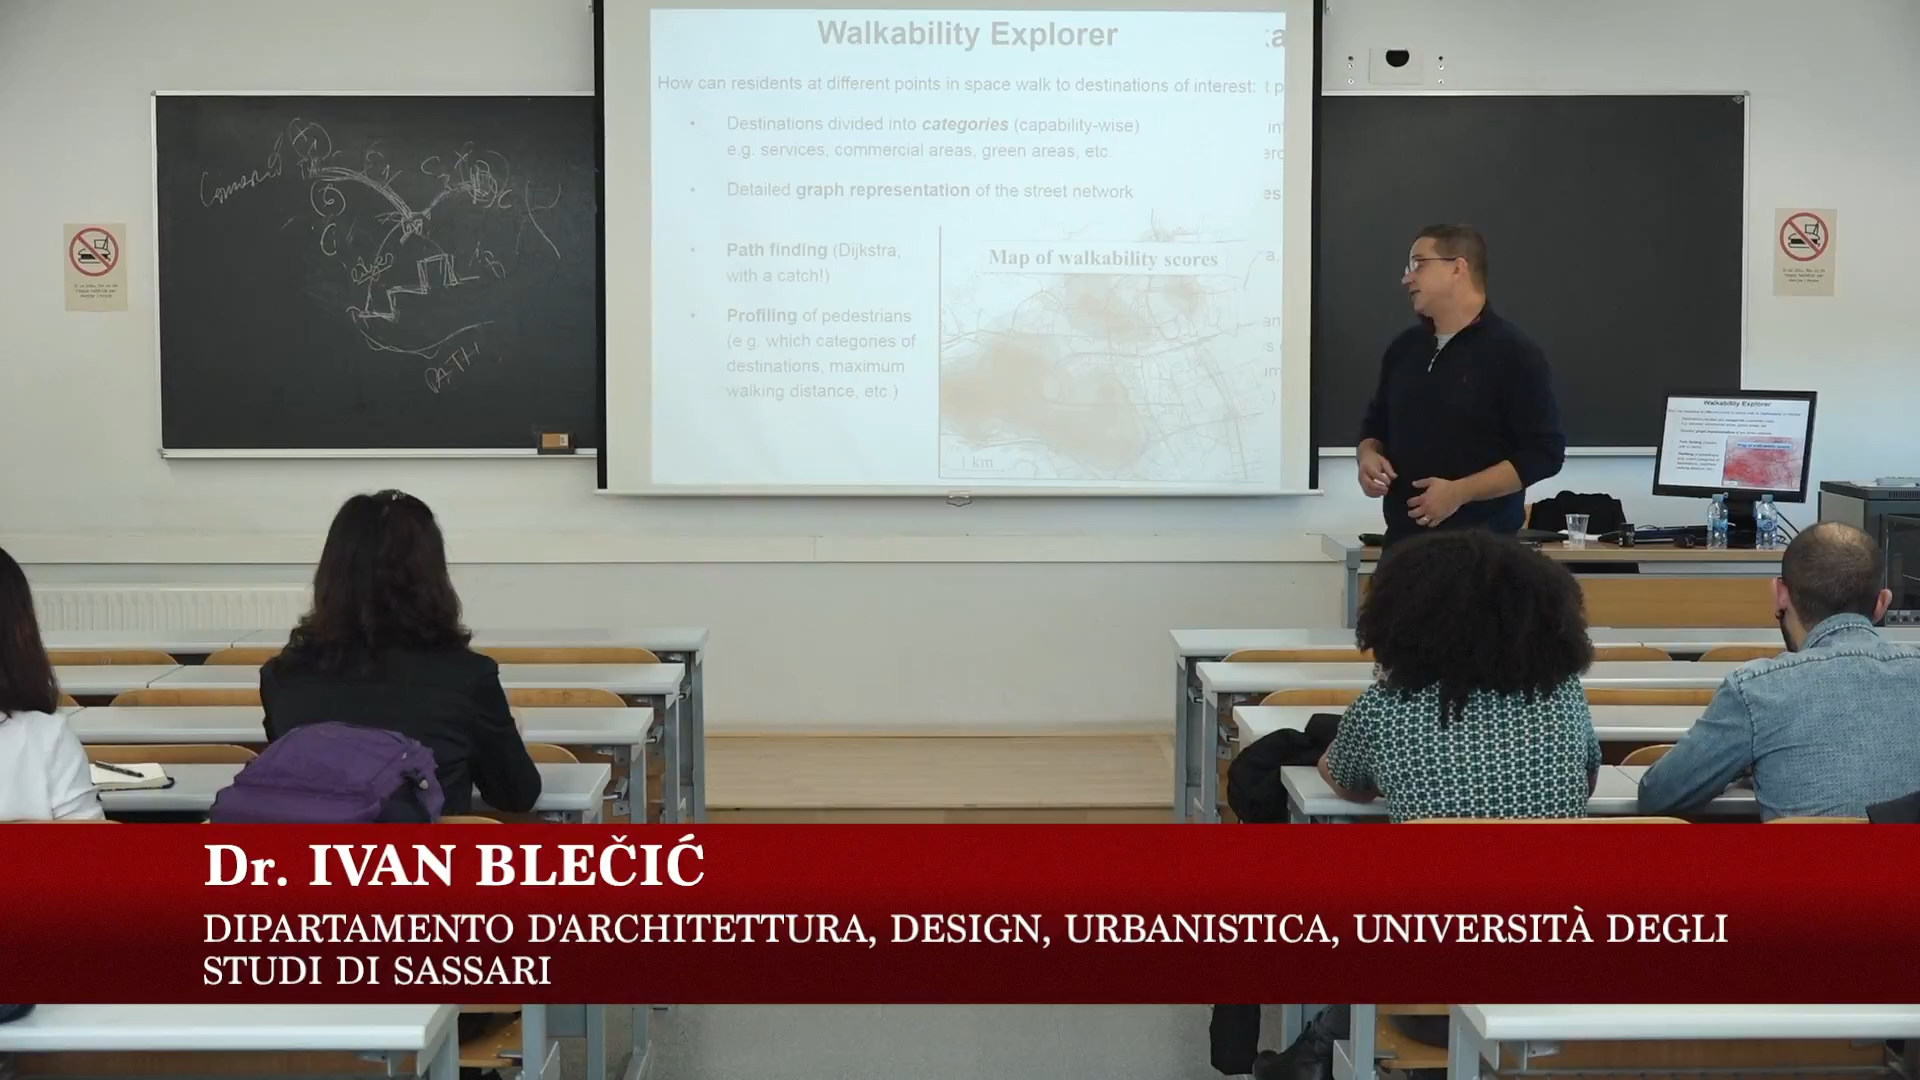 Walkability Explorer
How can residents at different points in space walk to destinations of interest:
• Destinations divided into categories (capability-wise)
e.g. services, commercial areas, green areas, etc.
• Detailed graph representation of the street network
• Path finding (Dijkstra,
with a catch!)
• Profiling of pedestrians
(e.g. which categories of
destinations, maximum
walking distance, etc.)
Map of walkability scores
1 km
PATH
Walkability Explorer
Dr. IVAN BLEČIĆ
DIPARTAMENTO D'ARCHITETTURA, DESIGN, URBANISTICA, UNIVERSITÀ DEGLI
STUDI DI SASSARI